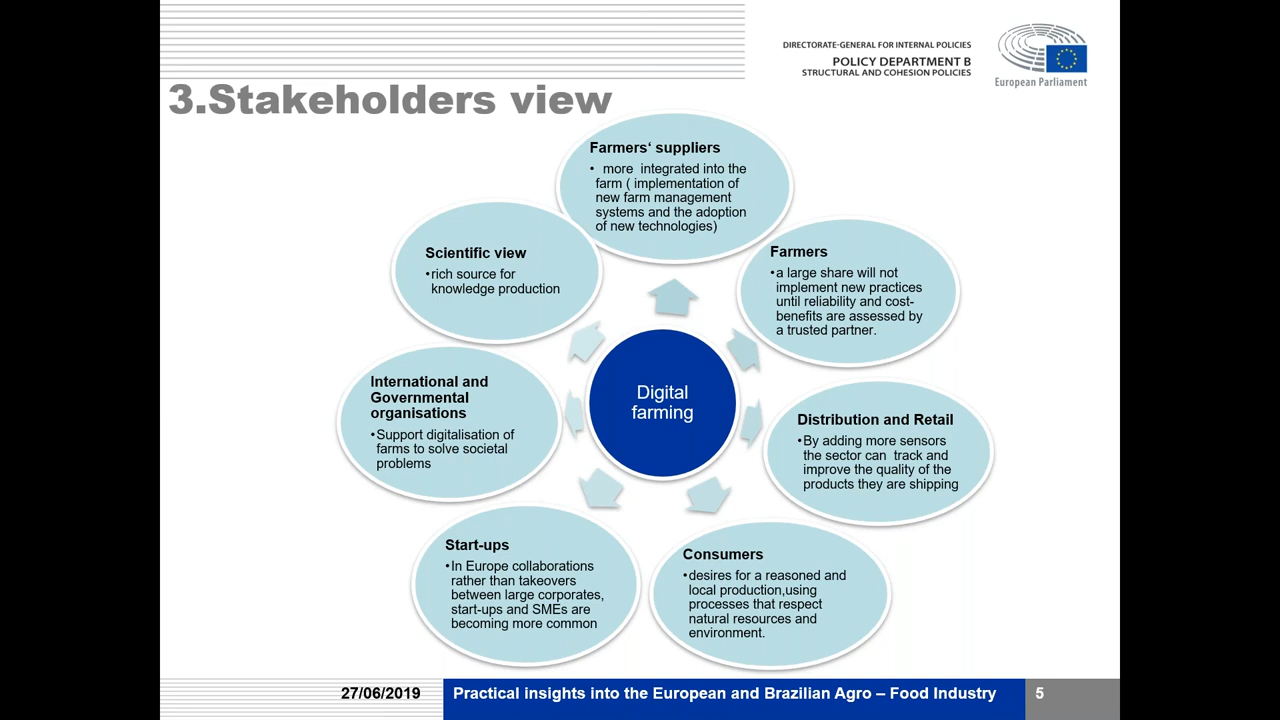 DIRECTORATE-GENERAL FOR INTERNAL POLICIES
POLICY DEPARTMENT B
STRUCTURAL AND COHESION POLICIES
European Parliament
3.Stakeholders view
Farmers‘ suppliers
• more integrated into the
farm ( implementation of
new farm management
systems and the adoption
of new technologies)
Farmers
•a large share will not
implement new practices
until reliability and cost-
benefits are assessed by
a trusted partner.
Distribution and Retail
•By adding more sensors
the sector can track and
improve the quality of the
products they are shipping
Consumers
•desires for a reasoned and
local production,using
processes that respect
natural resources and
environment.
Start-ups
•In Europe collaborations
rather than takeovers
between large corporates,
start-ups and SMEs are
becoming more common
International and
Governmental
organisations
•Support digitalisation of
farms to solve societal
problems
Scientific view
•rich source for
knowledge production
Digital
farming
27/06/2019
Practical insights into the European and Brazilian Agro – Food Industry
5